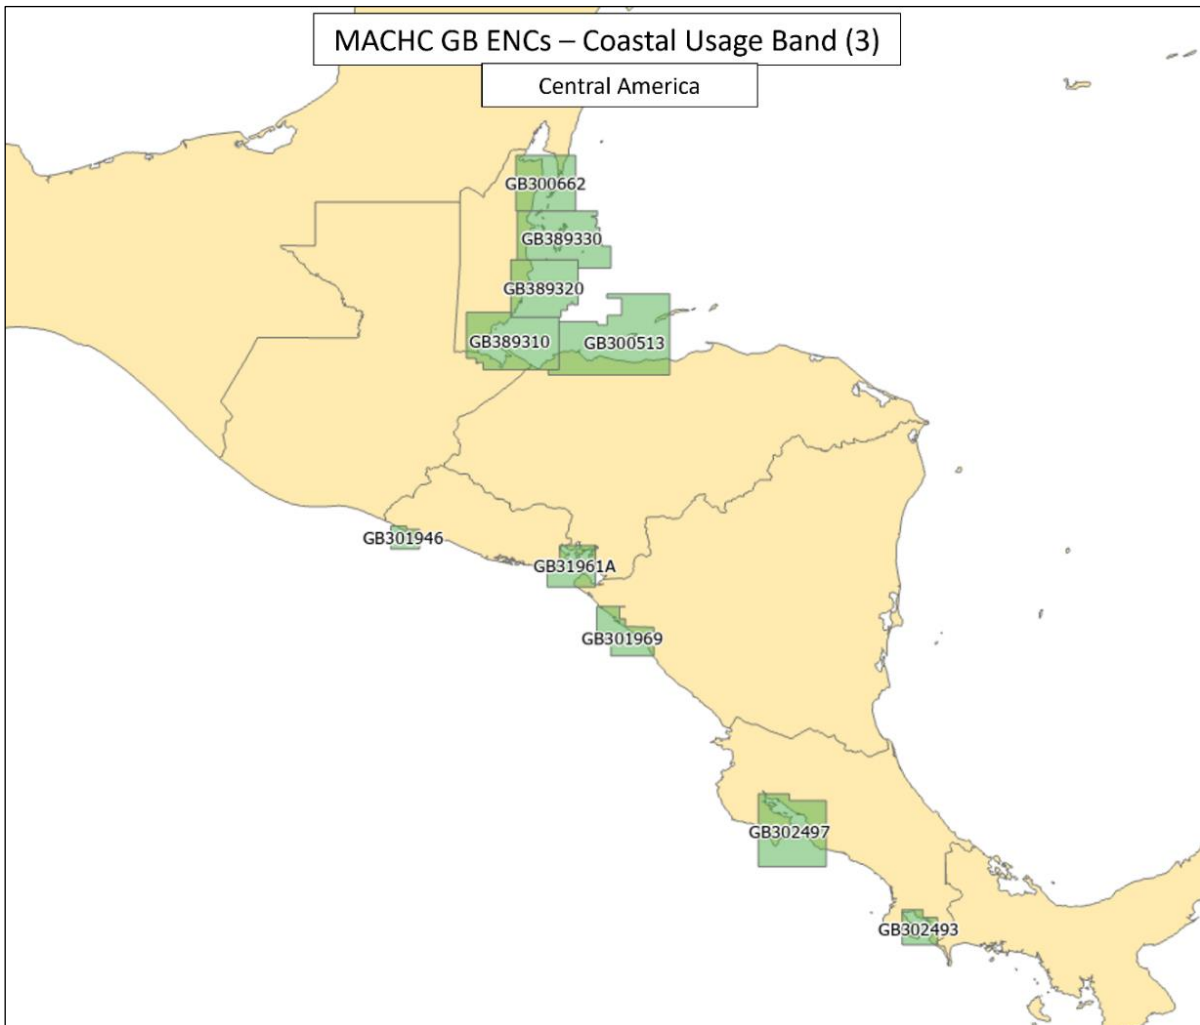 MACHC GB ENCs – Coastal Usage Band (3)
Central America
GB300662
GB389330
GB389320
GB389310
GB300513
GB301946
GB31961A
GB301969
GB302497
GB302493